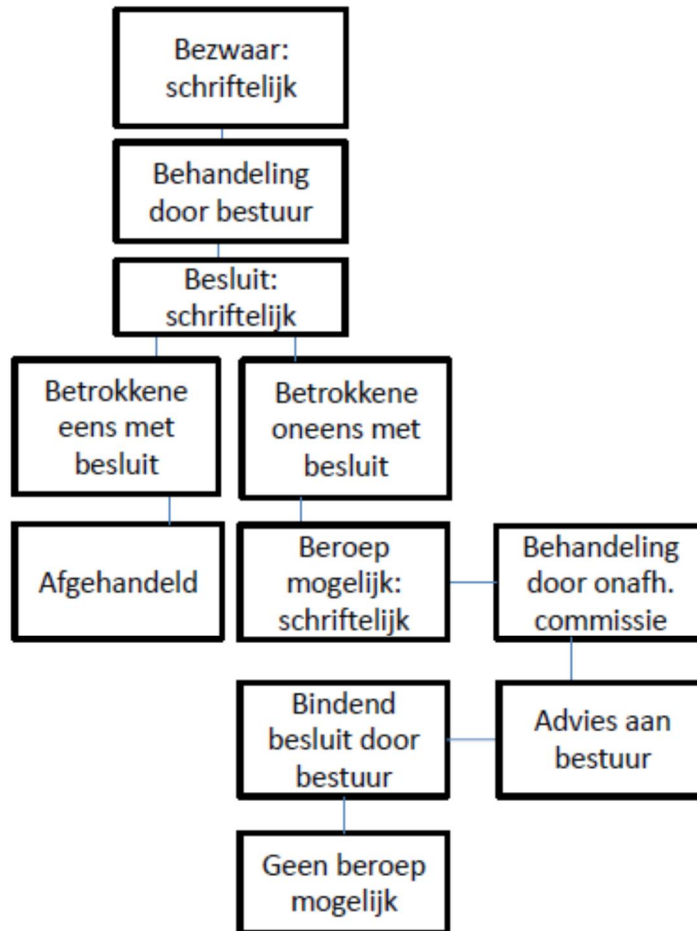 Bezwaar:
schriftelijk
Behandeling
door bestuur
Besluit:
schriftelijk
Betrokkene
eens met
besluit
Betrokkene
oneens met
besluit
Afgehandeld
Beroep
mogelijk:
schriftelijk
Behandeling
door onafh.
commissie
Bindend
besluit door
bestuur
Advies aan
bestuur
Geen beroep
mogelijk